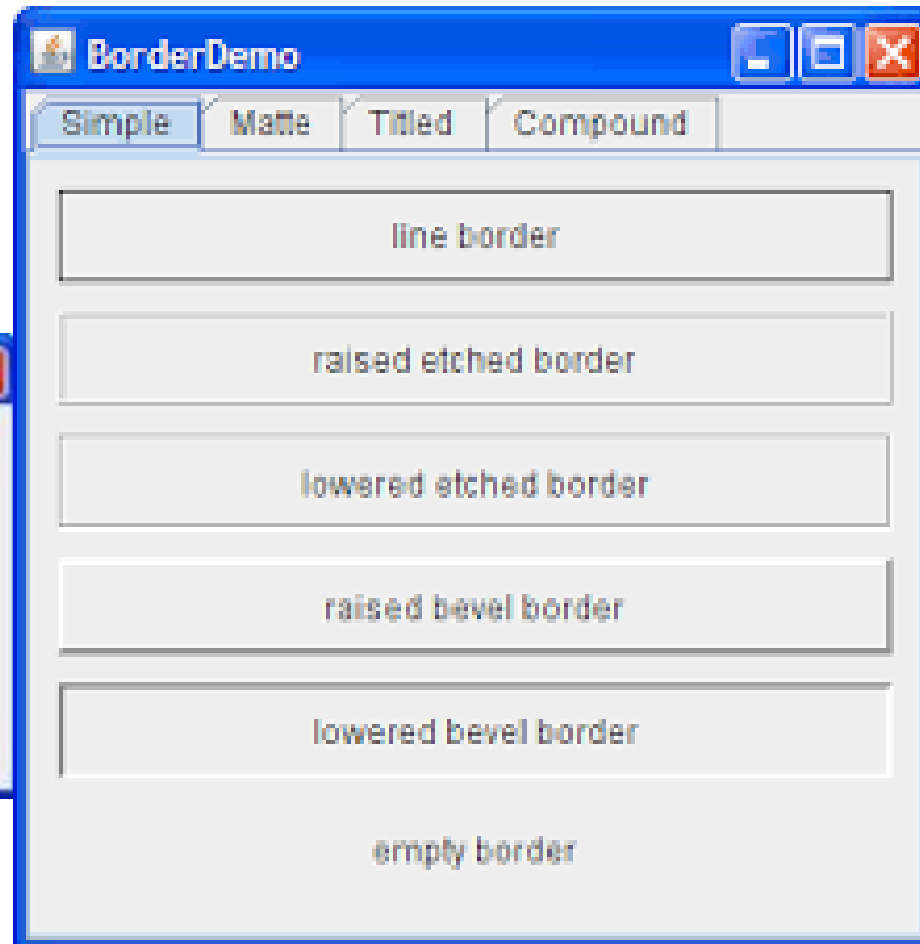 BorderDemo
Simple Matte Titled Compound
line border
raised etched border
lowered etched border
raised bevel border
lowered bevel border
empty border